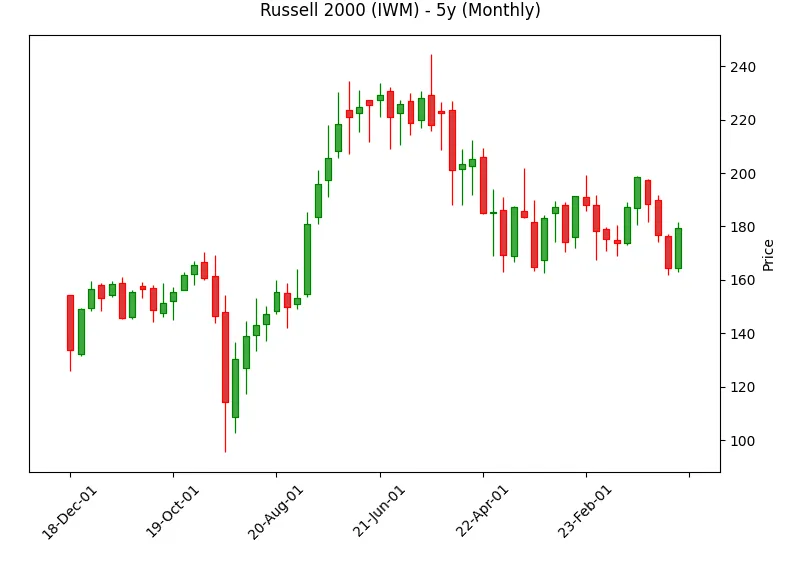 Russell 2000 (IWM) - 5y (Monthly)
240
220
200
180
160
140
120
100
Price
18-Dec-01
19-Oct-01
20-Aug-01
21-Jun-01
22-Apr-01
23-Feb-01